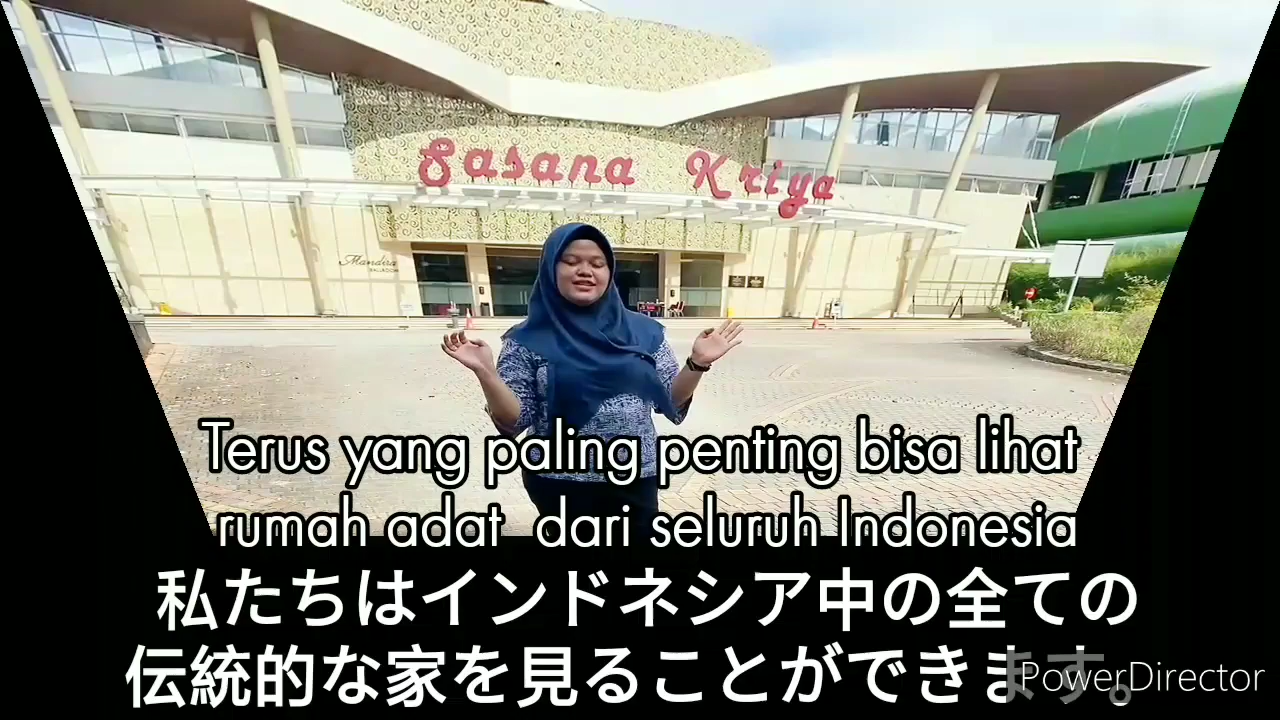 Sasana Kriya
Mandira
BALLROOM
Terus yang paling penting bisa lihat
rumah adat dari seluruh Indonesia
私たちはインドネシア中の全ての
伝統的な家を見ることができます。
PowerDirector